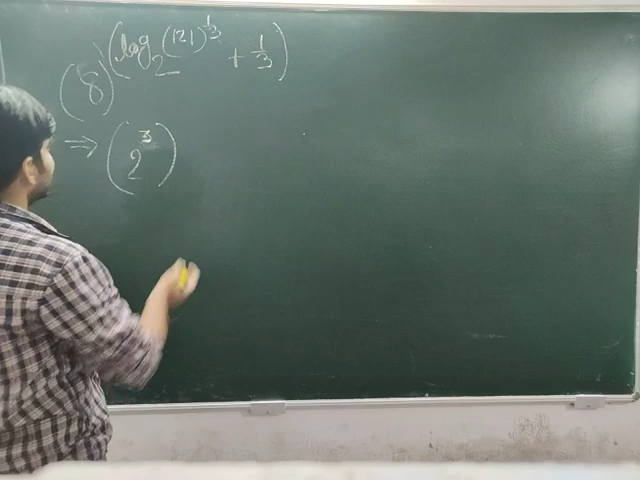 (8)^(log_2 (121)^(1/3) + 1/3)
⇒ (2^3)